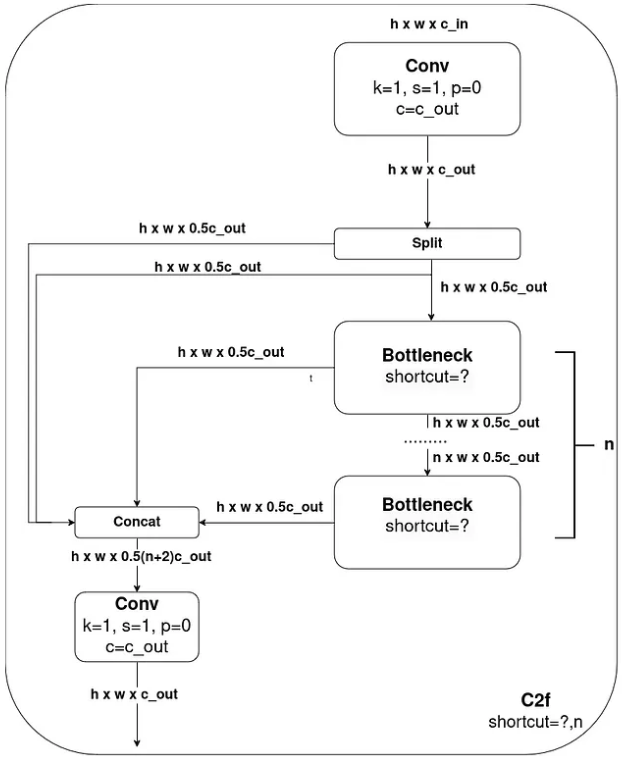 h x w x c_in
Conv
k=1, s=1, p=0
c=c_out
h x w x c_out
h x w x 0.5c_out
Split
h x w x 0.5c_out
h x w x 0.5c_out
h x w x 0.5c_out
Bottleneck
shortcut=?
t
h x w x 0.5c_out
.........
n x w x 0.5c_out
n
Bottleneck
shortcut=?
h x w x 0.5c_out
Concat
h x w x 0.5(n+2)c_out
Conv
k=1, s=1, p=0
c=c_out
h x w x c_out
C2f
shortcut=?,n